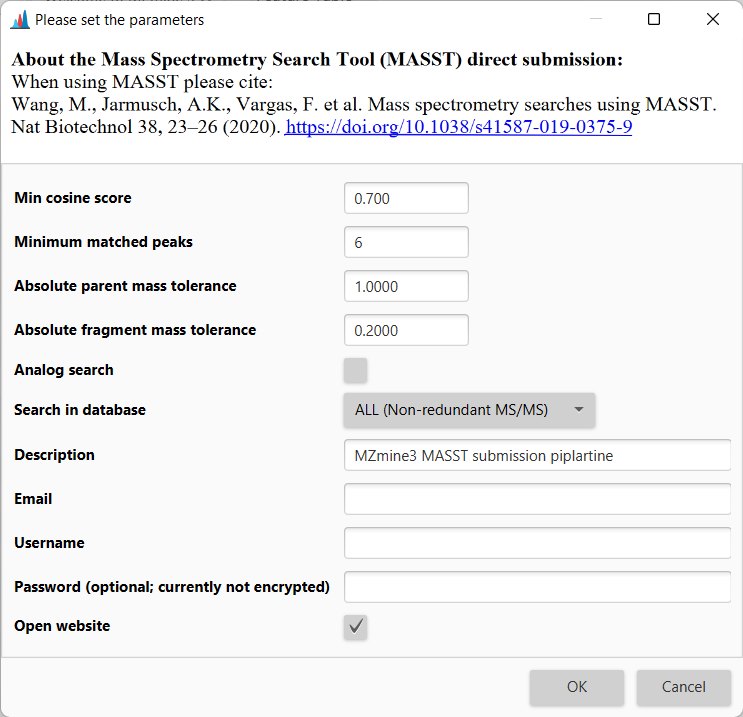 Please set the parameters
About the Mass Spectrometry Search Tool (MASST) direct submission:
When using MASST please cite:
Wang, M., Jarmusch, A.K., Vargas, F. et al. Mass spectrometry searches using MASST.
Nat Biotechnol 38, 23–26 (2020). https://doi.org/10.1038/s41587-019-0375-9
Min cosine score 0.700
Minimum matched peaks 6
Absolute parent mass tolerance 1.0000
Absolute fragment mass tolerance 0.2000
Analog search
Search in database ALL (Non-redundant MS/MS)
Description MZmine3 MASST submission piplartine
Email
Username
Password (optional; currently not encrypted)
Open website
OK Cancel